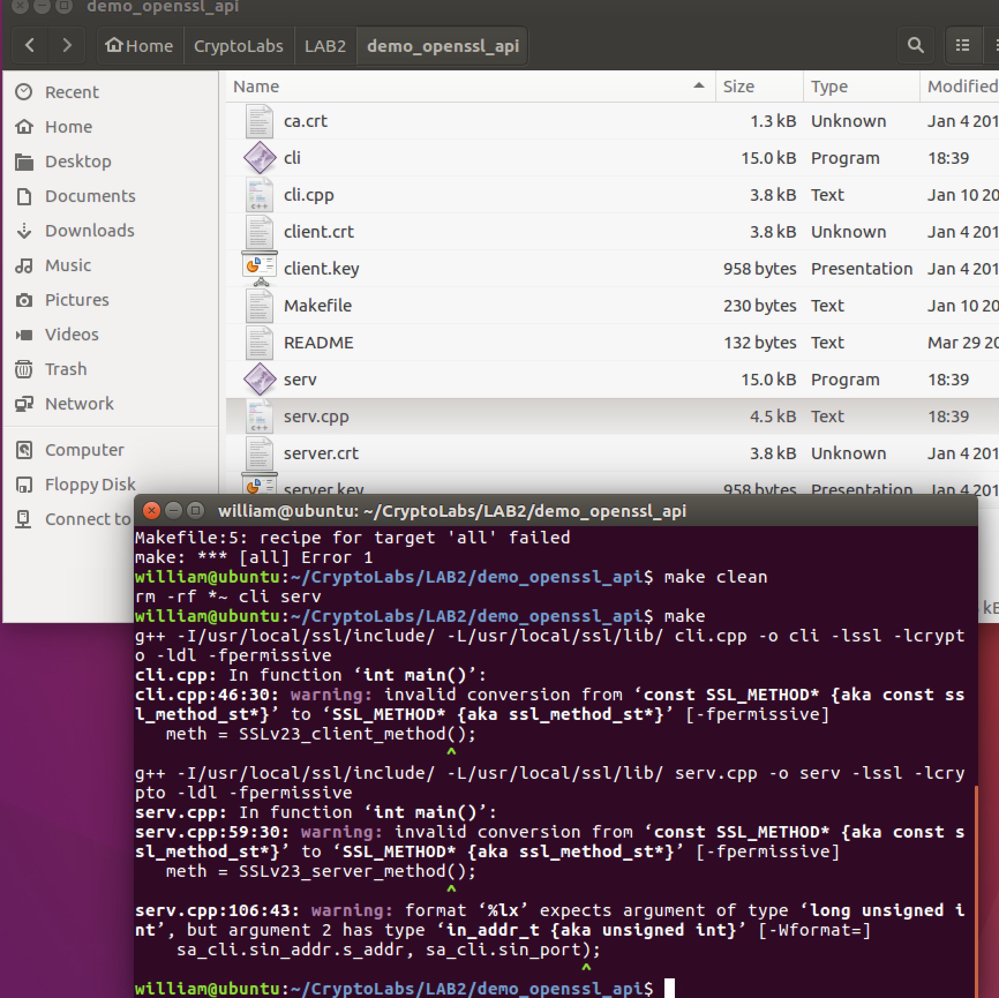 demo_openssl_api
Home CryptoLabs LAB2 demo_openssl_api
Name Size Type Modified
Recent
Home
Desktop
Documents
Downloads
Music
Pictures
Videos
Trash
Network
Computer
Floppy Disk
Connect to
ca.crt 1.3 kB Unknown Jan 4 201
cli 15.0 kB Program 18:39
cli.cpp 3.8 kB Text Jan 10 20
client.crt 3.8 kB Unknown Jan 4 201
client.key 958 bytes Presentation Jan 4 201
Makefile 230 bytes Text Jan 10 20
README 132 bytes Text Mar 29 20
serv 15.0 kB Program 18:39
serv.cpp 4.5 kB Text 18:39
server.crt 3.8 kB Unknown Jan 4 201
server.key 958 bytes Presentation Jan 4 201
kB
william@ubuntu: ~/CryptoLabs/LAB2/demo_openssl_api
Makefile:5: recipe for target 'all' failed
make: *** [all] Error 1
william@ubuntu:~/CryptoLabs/LAB2/demo_openssl_api$ make clean
rm -rf *~ cli serv
william@ubuntu:~/CryptoLabs/LAB2/demo_openssl_api$ make
g++ -I/usr/local/ssl/include/ -L/usr/local/ssl/lib/ cli.cpp -o cli -lssl -lcrypt
o -ldl -fpermissive
cli.cpp: In function ‘int main()’:
cli.cpp:46:30: warning: invalid conversion from ‘const SSL_METHOD* {aka const ss
l_method_st*}’ to ‘SSL_METHOD* {aka ssl_method_st*}’ [-fpermissive]
meth = SSLv23_client_method();
^
g++ -I/usr/local/ssl/include/ -L/usr/local/ssl/lib/ serv.cpp -o serv -lssl -lcry
pto -ldl -fpermissive
serv.cpp: In function ‘int main()’:
serv.cpp:59:30: warning: invalid conversion from ‘const SSL_METHOD* {aka const s
sl_method_st*}’ to ‘SSL_METHOD* {aka ssl_method_st*}’ [-fpermissive]
meth = SSLv23_server_method();
^
serv.cpp:106:43: warning: format ‘%lx’ expects argument of type ‘long unsigned i
nt’, but argument 2 has type ‘in_addr_t {aka unsigned int}’ [-Wformat=]
sa_cli.sin_addr.s_addr, sa_cli.sin_port);
^
william@ubuntu:~/CryptoLabs/LAB2/demo_openssl_api$